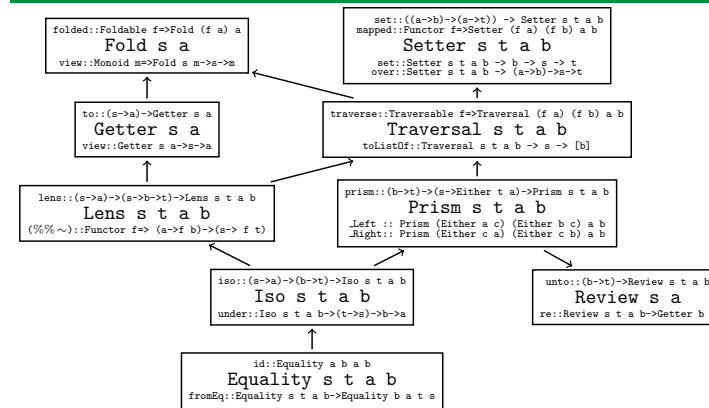 folded::Foldable f=>Fold (f a) a
Fold s a
view::Monoid m=>Fold s m->s->m
set::((a->b)->(s->t)) -> Setter s t a b
mapped::Functor f=>Setter (f a) (f b) a b
Setter s t a b
set::Setter s t a b -> b -> s -> t
over::Setter s t a b -> (a->b)->s->t
to::(s->a)->Getter s a
Getter s a
view::Getter s a->s->a
traverse::Traversable f=>Traversal (f a) (f b) a b
Traversal s t a b
toListOf::Traversal s t a b -> s -> [b]
lens::(s->a)->(s->b->t)->Lens s t a b
Lens s t a b
(%%∼)::Functor f=> (a->f b)->(s-> f t)
prism::(b->t)->(s->Either t a)->Prism s t a b
Prism s t a b
_Left :: Prism (Either a c) (Either b c) a b
_Right:: Prism (Either c a) (Either c b) a b
iso::(s->a)->(b->t)->Iso s t a b
Iso s t a b
under::Iso s t a b->(t->s)->b->a
unto::(b->t)->Review s t a b
Review s a
re::Review s t a b->Getter b
id::Equality a b a b
Equality s t a b
fromEq::Equality s t a b->Equality b a t s